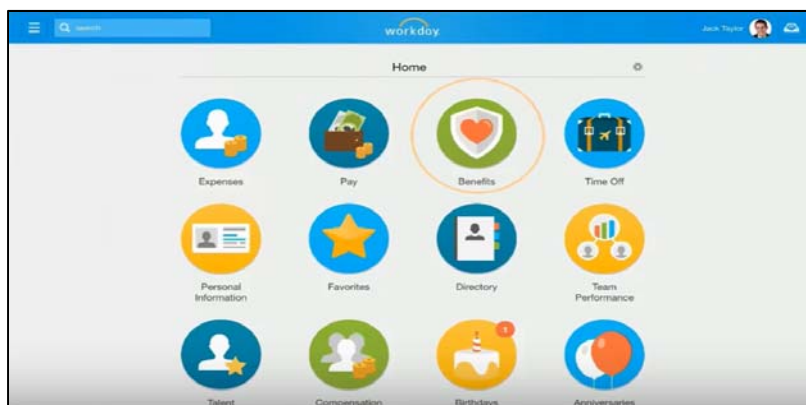 search
workday.
Jack Taylor
Home
Expenses
Pay
Benefits
Time Off
Personal
Information
Favorites
Directory
Team
Performance
1
Talent
Compensation
Birthdays
Anniversaries